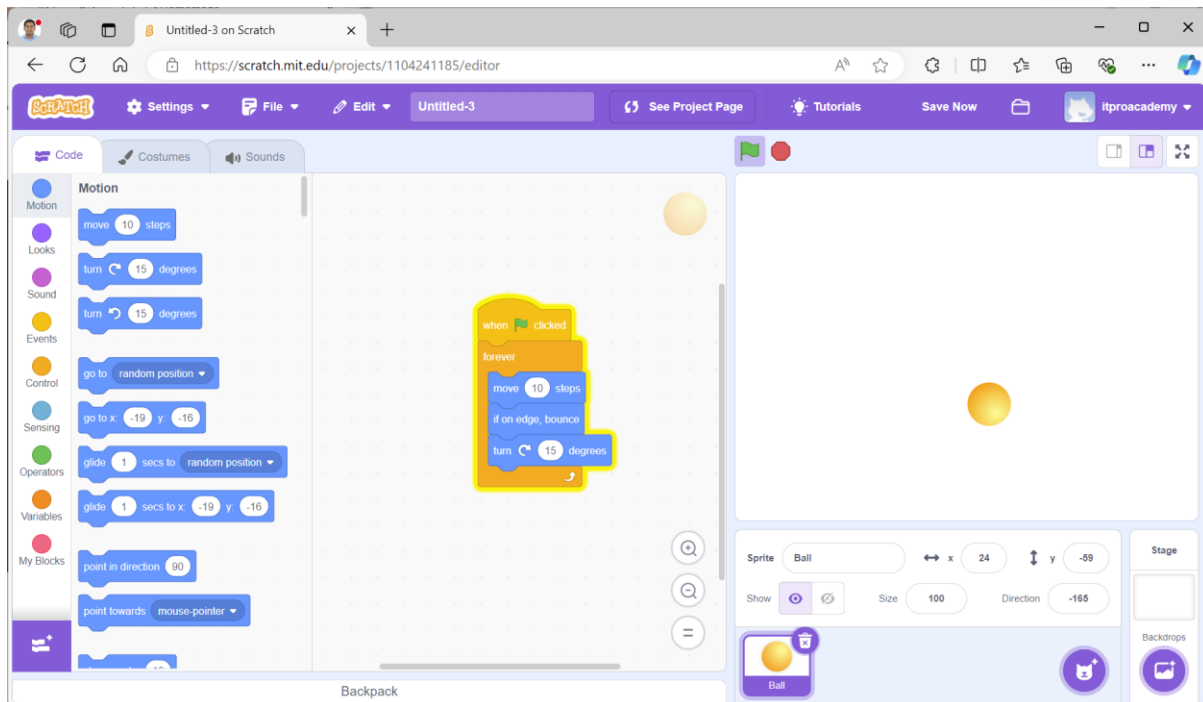 Untitled-3 on Scratch
https://scratch.mit.edu/projects/1104241185/editor
SCRATCH Settings File Edit Untitled-3 See Project Page Tutorials Save Now itproacademy
Code Costumes Sounds
Motion
Looks
Sound
Events
Control
Sensing
Operators
Variables
My Blocks
Motion
move 10 steps
turn 15 degrees
turn 15 degrees
go to random position
go to x: -19 y: -16
glide 1 secs to random position
glide 1 secs to x: -19 y: -16
point in direction 90
point towards mouse-pointer
when clicked
forever
move 10 steps
if on edge, bounce
turn 15 degrees
Backpack
Sprite Ball x 24 y -59
Show Size 100 Direction -165
Ball
Stage
Backdrops